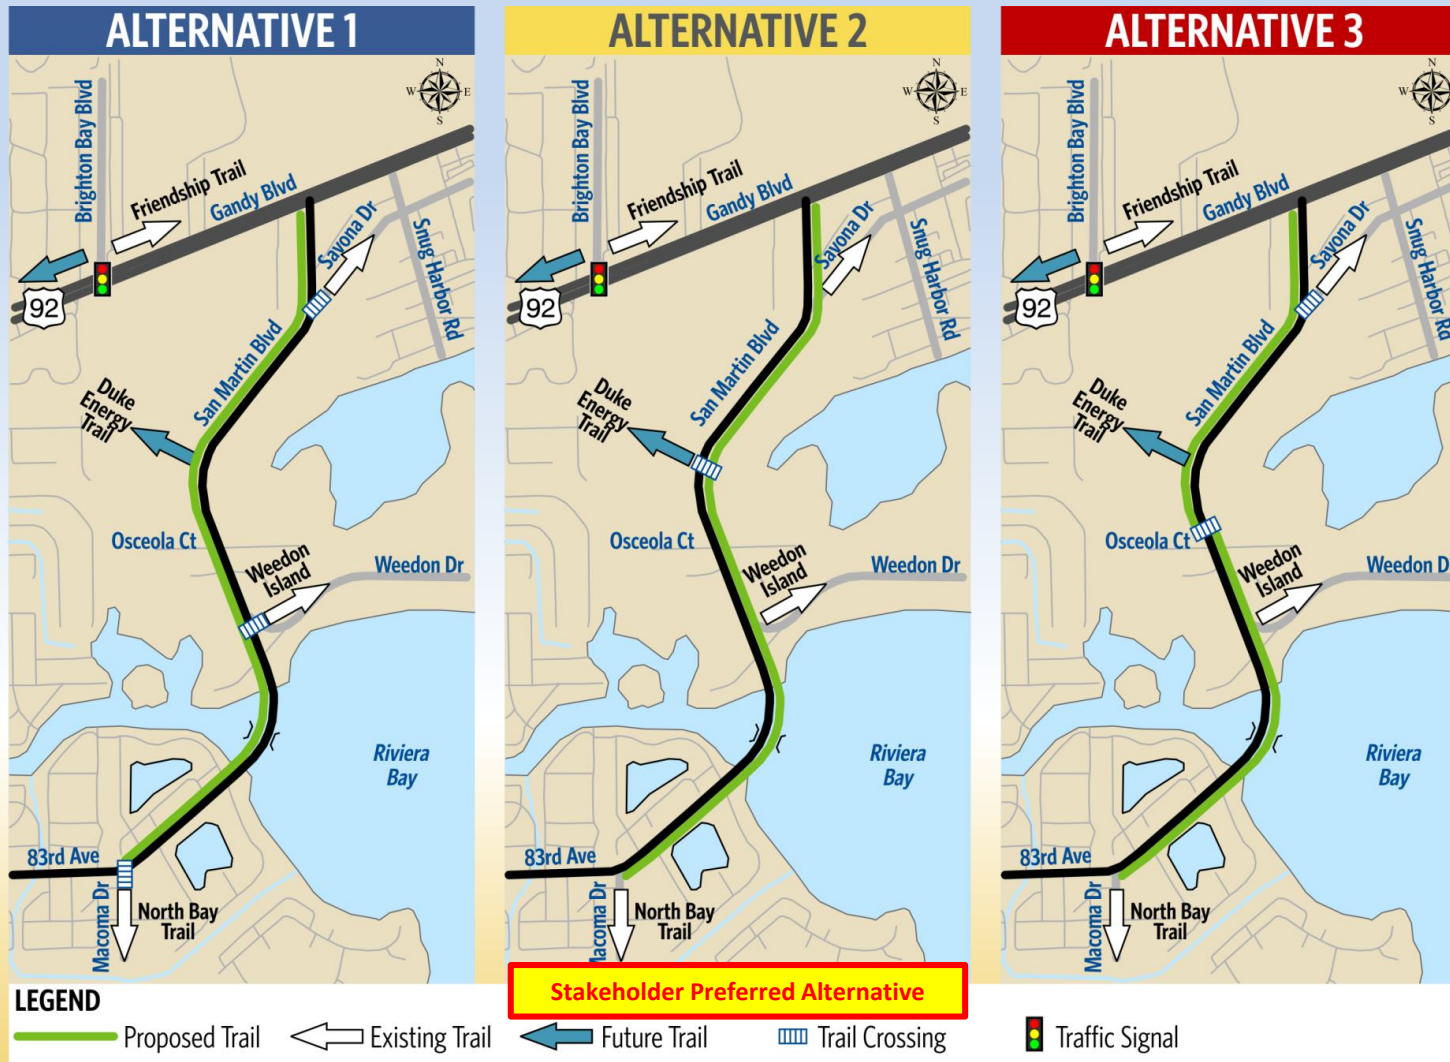 ALTERNATIVE 1
N
W
E
S
Brighton Bay Blvd
Friendship Trail
Gandy Blvd
Savona Dr
Snug Harbor Rd
92
San Martin Blvd
Duke
Energy
Trail
Osceola Ct
Weedon
Island
Weedon Dr
Riviera
Bay
83rd Ave
Macoma Dr
North Bay
Trail
ALTERNATIVE 2
N
W
E
S
Brighton Bay Blvd
Friendship Trail
Gandy Blvd
Savona Dr
Snug Harbor Rd
92
San Martin Blvd
Duke
Energy
Trail
Osceola Ct
Weedon
Island
Weedon Dr
Riviera
Bay
83rd Ave
Macoma Dr
North Bay
Trail
Stakeholder Preferred Alternative
ALTERNATIVE 3
N
W
E
S
Brighton Bay Blvd
Friendship Trail
Gandy Blvd
Savona Dr
Snug Harbor Rd
92
San Martin Blvd
Duke
Energy
Trail
Osceola Ct
Weedon
Island
Weedon D
Riviera
Bay
83rd Ave
Macoma Dr
North Bay
Trail
LEGEND
Proposed Trail
Existing Trail
Future Trail
Trail Crossing
Traffic Signal